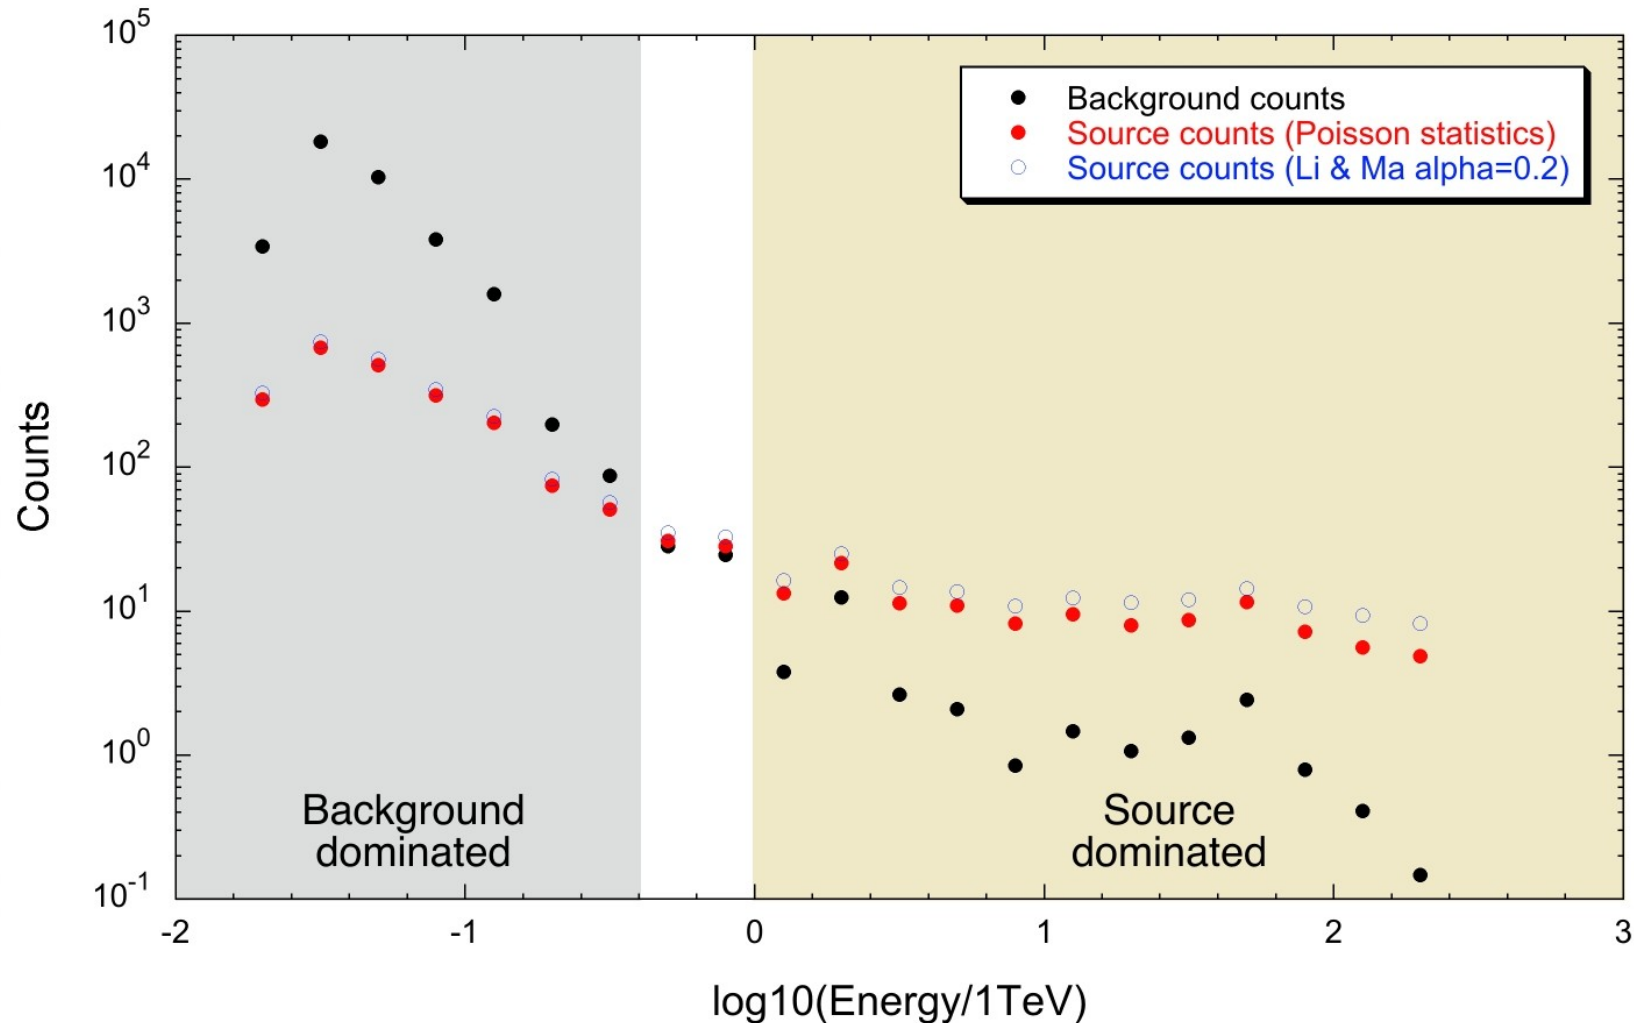 10^5
10^4
10^3
10^2
10^1
10^0
10^-1
Counts
Background counts
Source counts (Poisson statistics)
Source counts (Li & Ma alpha=0.2)
Background
dominated
Source
dominated
-2 -1 0 1 2 3
log10(Energy/1TeV)